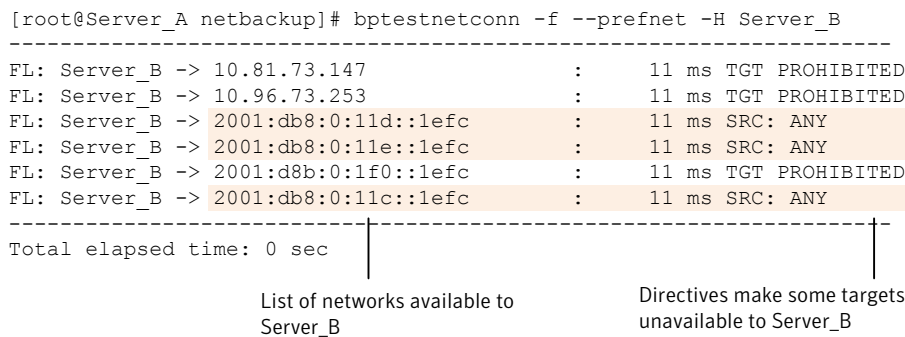 [root@Server_A netbackup]# bptestnetconn -f --prefnet -H Server_B
----------------------------------------------------------------------
FL: Server_B -> 10.81.73.147 : 11 ms TGT PROHIBITED
FL: Server_B -> 10.96.73.253 : 11 ms TGT PROHIBITED
FL: Server_B -> 2001:db8:0:11d::1efc : 11 ms SRC: ANY
FL: Server_B -> 2001:db8:0:11e::1efc : 11 ms SRC: ANY
FL: Server_B -> 2001:d8b:0:1f0::1efc : 11 ms TGT PROHIBITED
FL: Server_B -> 2001:db8:0:11c::1efc : 11 ms SRC: ANY
----------------------------------------------------------------------
Total elapsed time: 0 sec
List of networks available to
Server_B
Directives make some targets
unavailable to Server_B